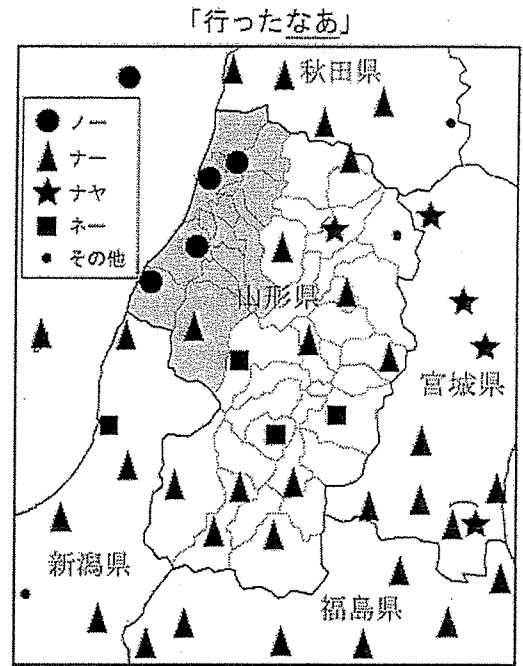 「行ったなあ」
秋田県
ノー
ナー
ナヤ
ネー
その他
山形県
宮城県
新潟県
福島県